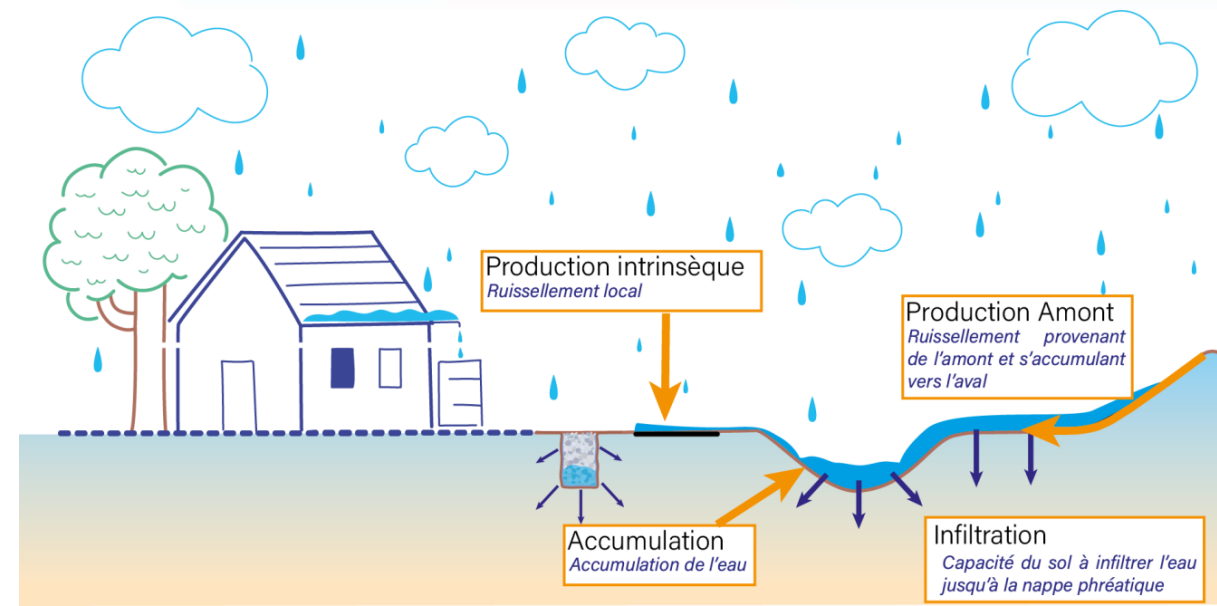 Production intrinsèque
Ruissellement local
Production Amont
Ruissellement provenant
de l'amont et s'accumulant
vers l'aval
Accumulation
Accumulation de l'eau
Infiltration
Capacité du sol à infiltrer l'eau
jusqu'à la nappe phréatique